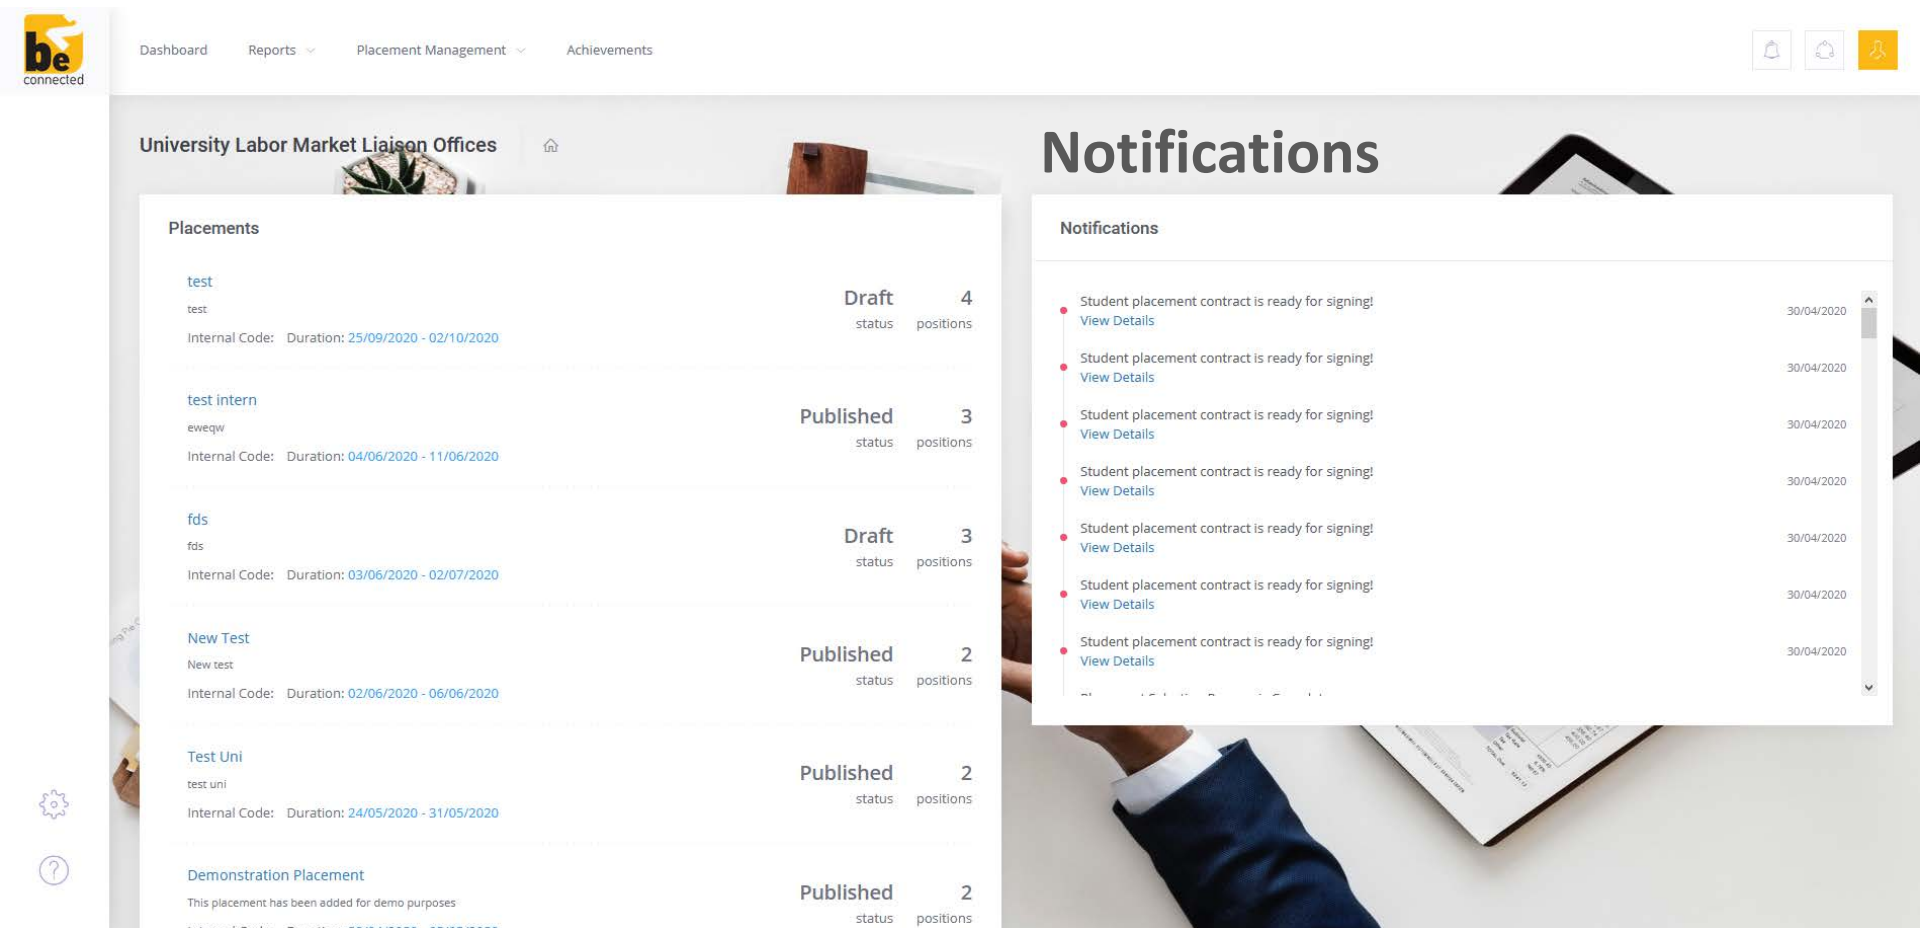 be
connected
Dashboard
Reports
Placement Management
Achievements
University Labor Market Liaison Offices
Notifications
Placements
test
test
Internal Code: Duration: 25/09/2020 - 02/10/2020
Draft 4
status positions
test intern
eweqw
Internal Code: Duration: 04/06/2020 - 11/06/2020
Published 3
status positions
fds
fds
Internal Code: Duration: 03/06/2020 - 02/07/2020
Draft 3
status positions
New Test
New test
Internal Code: Duration: 02/06/2020 - 06/06/2020
Published 2
status positions
Test Uni
test uni
Internal Code: Duration: 24/05/2020 - 31/05/2020
Published 2
status positions
Demonstration Placement
This placement has been added for demo purposes
Published 2
status positions
Notifications
Student placement contract is ready for signing!
View Details
30/04/2020
Student placement contract is ready for signing!
View Details
30/04/2020
Student placement contract is ready for signing!
View Details
30/04/2020
Student placement contract is ready for signing!
View Details
30/04/2020
Student placement contract is ready for signing!
View Details
30/04/2020
Student placement contract is ready for signing!
View Details
30/04/2020
Student placement contract is ready for signing!
View Details
30/04/2020